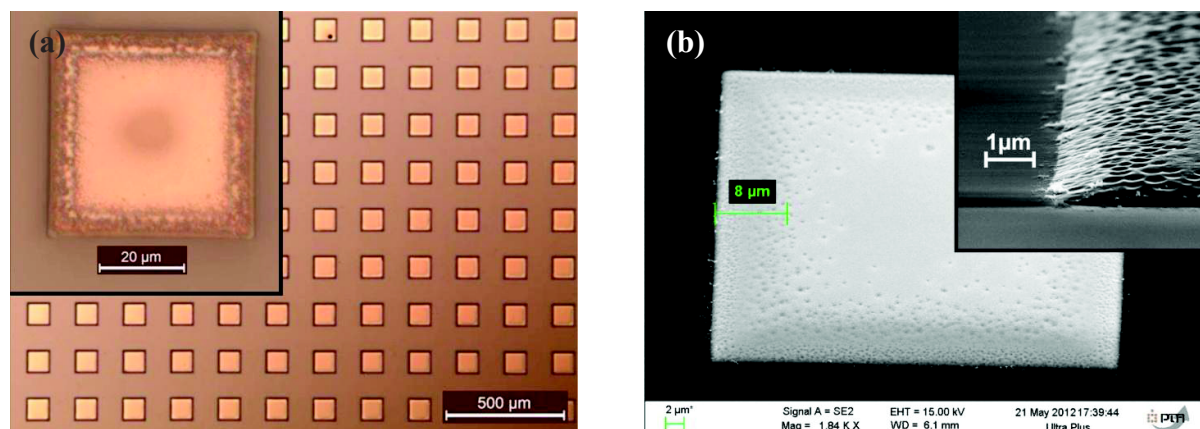 (a)
20 µm
500 µm
(b)
1µm
8 µm
2 µm*
Signal A = SE2
Mag = 1.84 K X
EHT = 15.00 kV
WD = 6.1 mm
21 May 2012 17:39:44
Ultra Plus